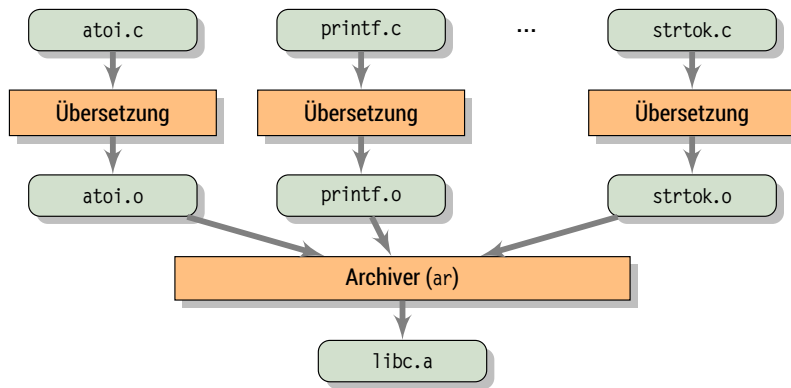 atoi.c printf.c ... strtok.c
Übersetzung Übersetzung Übersetzung
atoi.o printf.o strtok.o
Archiver (ar)
libc.a